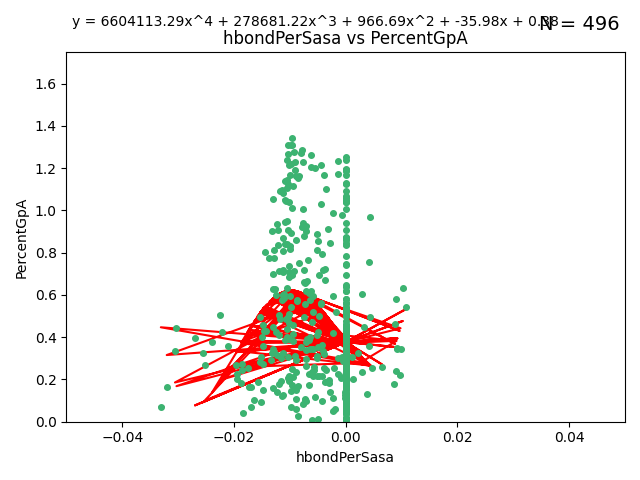 y = 6604113.29x^4 + 278681.22x^3 + 966.69x^2 + -35.98x + 0.38
N = 496
hbondPerSasa vs PercentGpA
1.6
1.4
1.2
1.0
0.8
0.6
0.4
0.2
0.0
PercentGpA
−0.04
−0.02
0.00
0.02
0.04
hbondPerSasa